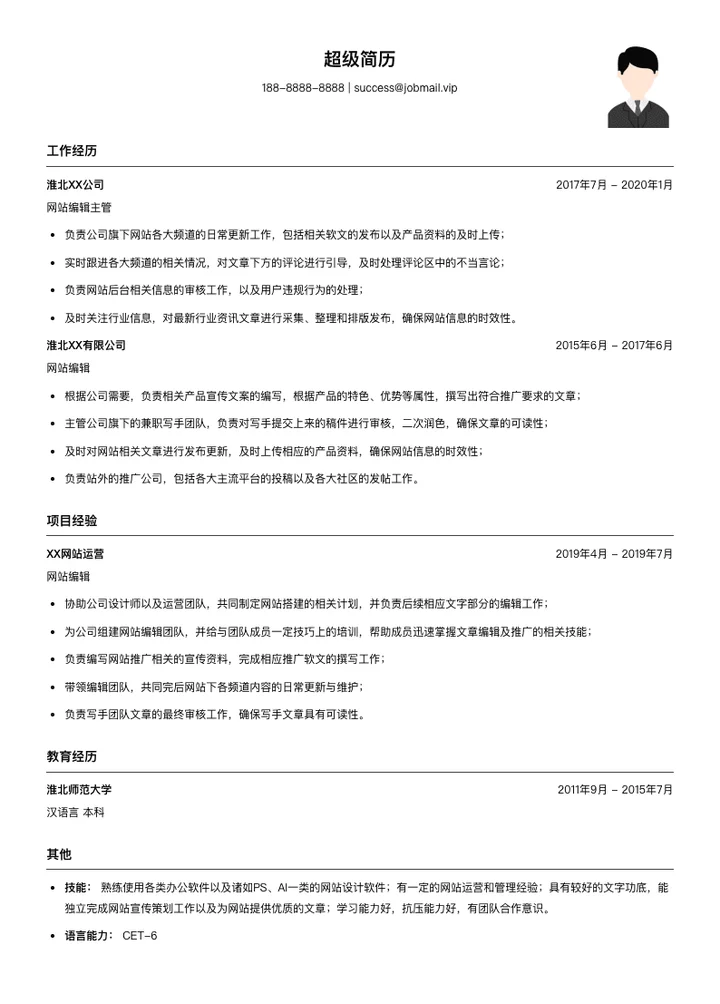 超级简历
188-8888-8888 | success@jobmail.vip
工作经历
淮北XX公司 2017年7月 – 2020年1月
网站编辑主管
• 负责公司旗下网站各大频道的日常更新工作，包括相关软文的发布以及产品资料的及时上传；
• 实时跟进各大频道的相关情况，对文章下方的评论进行引导，及时处理评论区中的不当言论；
• 负责网站后台相关信息的审核工作，以及用户违规行为的处理；
• 及时关注行业信息，对最新行业资讯文章进行采集、整理和排版发布，确保网站信息的时效性。
淮北XX有限公司 2015年6月 – 2017年6月
网站编辑
• 根据公司需要，负责相关产品宣传文案的编写，根据产品的特色、优势等属性，撰写出符合推广要求的文章；
• 主管公司旗下的兼职写手团队，负责对写手提交上来的稿件进行审核，二次润色，确保文章的可读性；
• 及时对网站相关文章进行发布更新，及时上传相应的产品资料，确保网站信息的时效性；
• 负责站外的推广公司，包括各大主流平台的投稿以及各大社区的发帖工作。
项目经验
XX网站运营 2019年4月 – 2019年7月
网站编辑
• 协助公司设计师以及运营团队，共同制定网站搭建的相关计划，并负责后续相应文字部分的编辑工作；
• 为公司组建网站编辑团队，并给与团队成员一定技巧上的培训，帮助成员迅速掌握文章编辑及推广的相关技能；
• 负责编写网站推广相关的宣传资料，完成相应推广软文的撰写工作；
• 带领编辑团队，共同完后网站下各频道内容的日常更新与维护；
• 负责写手团队文章的最终审核工作，确保写手文章具有可读性。
教育经历
淮北师范大学 2011年9月 – 2015年7月
汉语言 本科
其他
• 技能： 熟练使用各类办公软件以及诸如PS、AI一类的网站设计软件；有一定的网站运营和管理经验；具有较好的文字功底，能
独立完成网站宣传策划工作以及为网站提供优质的文章；学习能力好，抗压能力好，有团队合作意识。
• 语言能力： CET-6